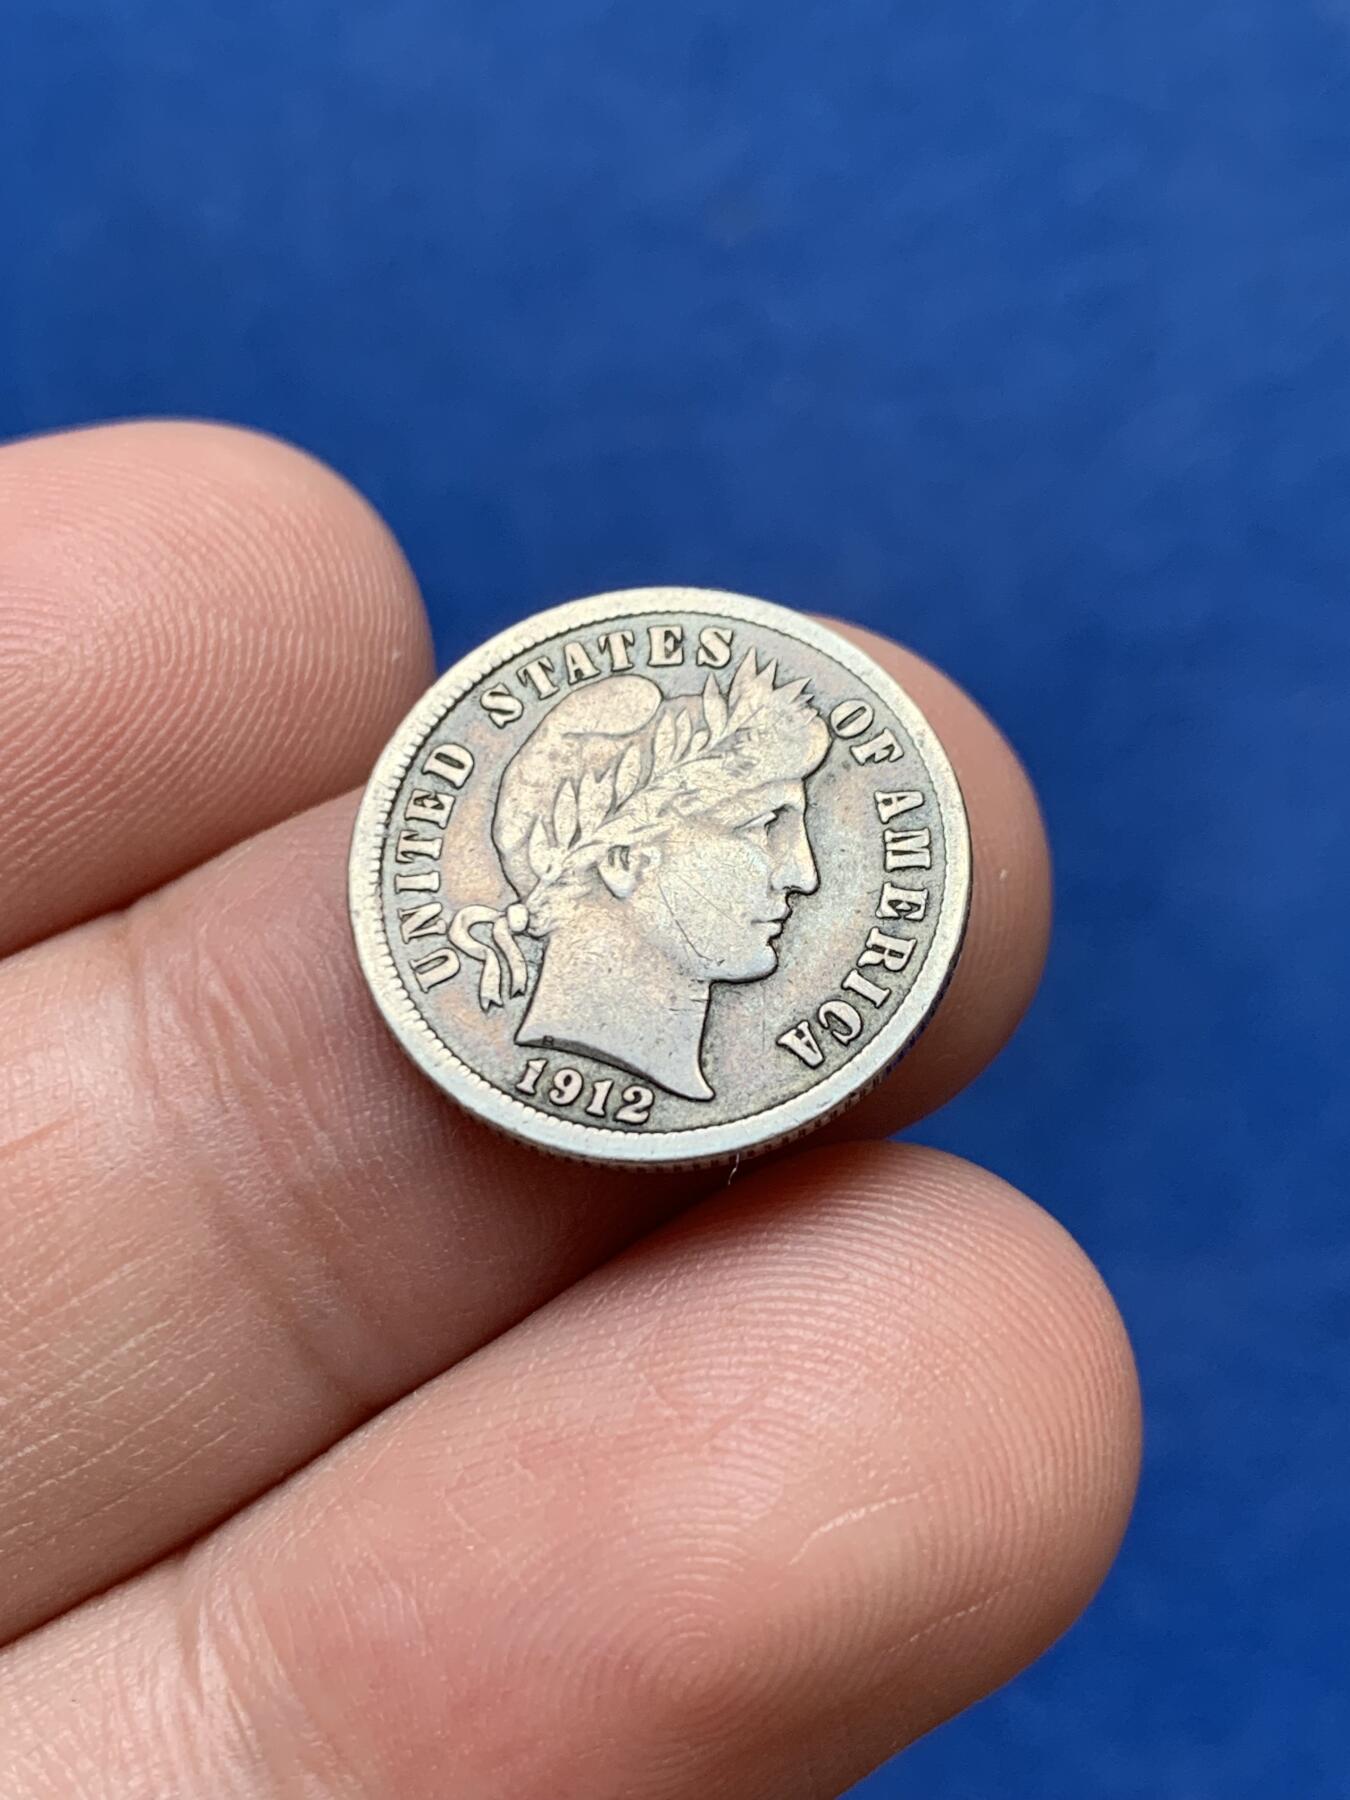 UNITED STATES OF AMERICA
1912